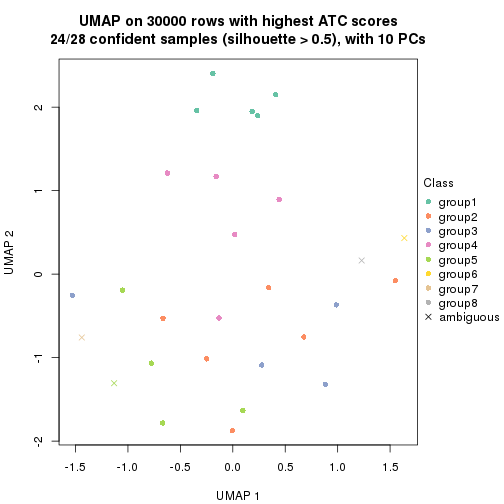 UMAP on 30000 rows with highest ATC scores
24/28 confident samples (silhouette > 0.5), with 10 PCs
UMAP 2
2
1
0
-1
-2
-1.5
-1.0
-0.5
0.0
0.5
1.0
1.5
UMAP 1
Class
group1
group2
group3
group4
group5
group6
group7
group8
ambiguous